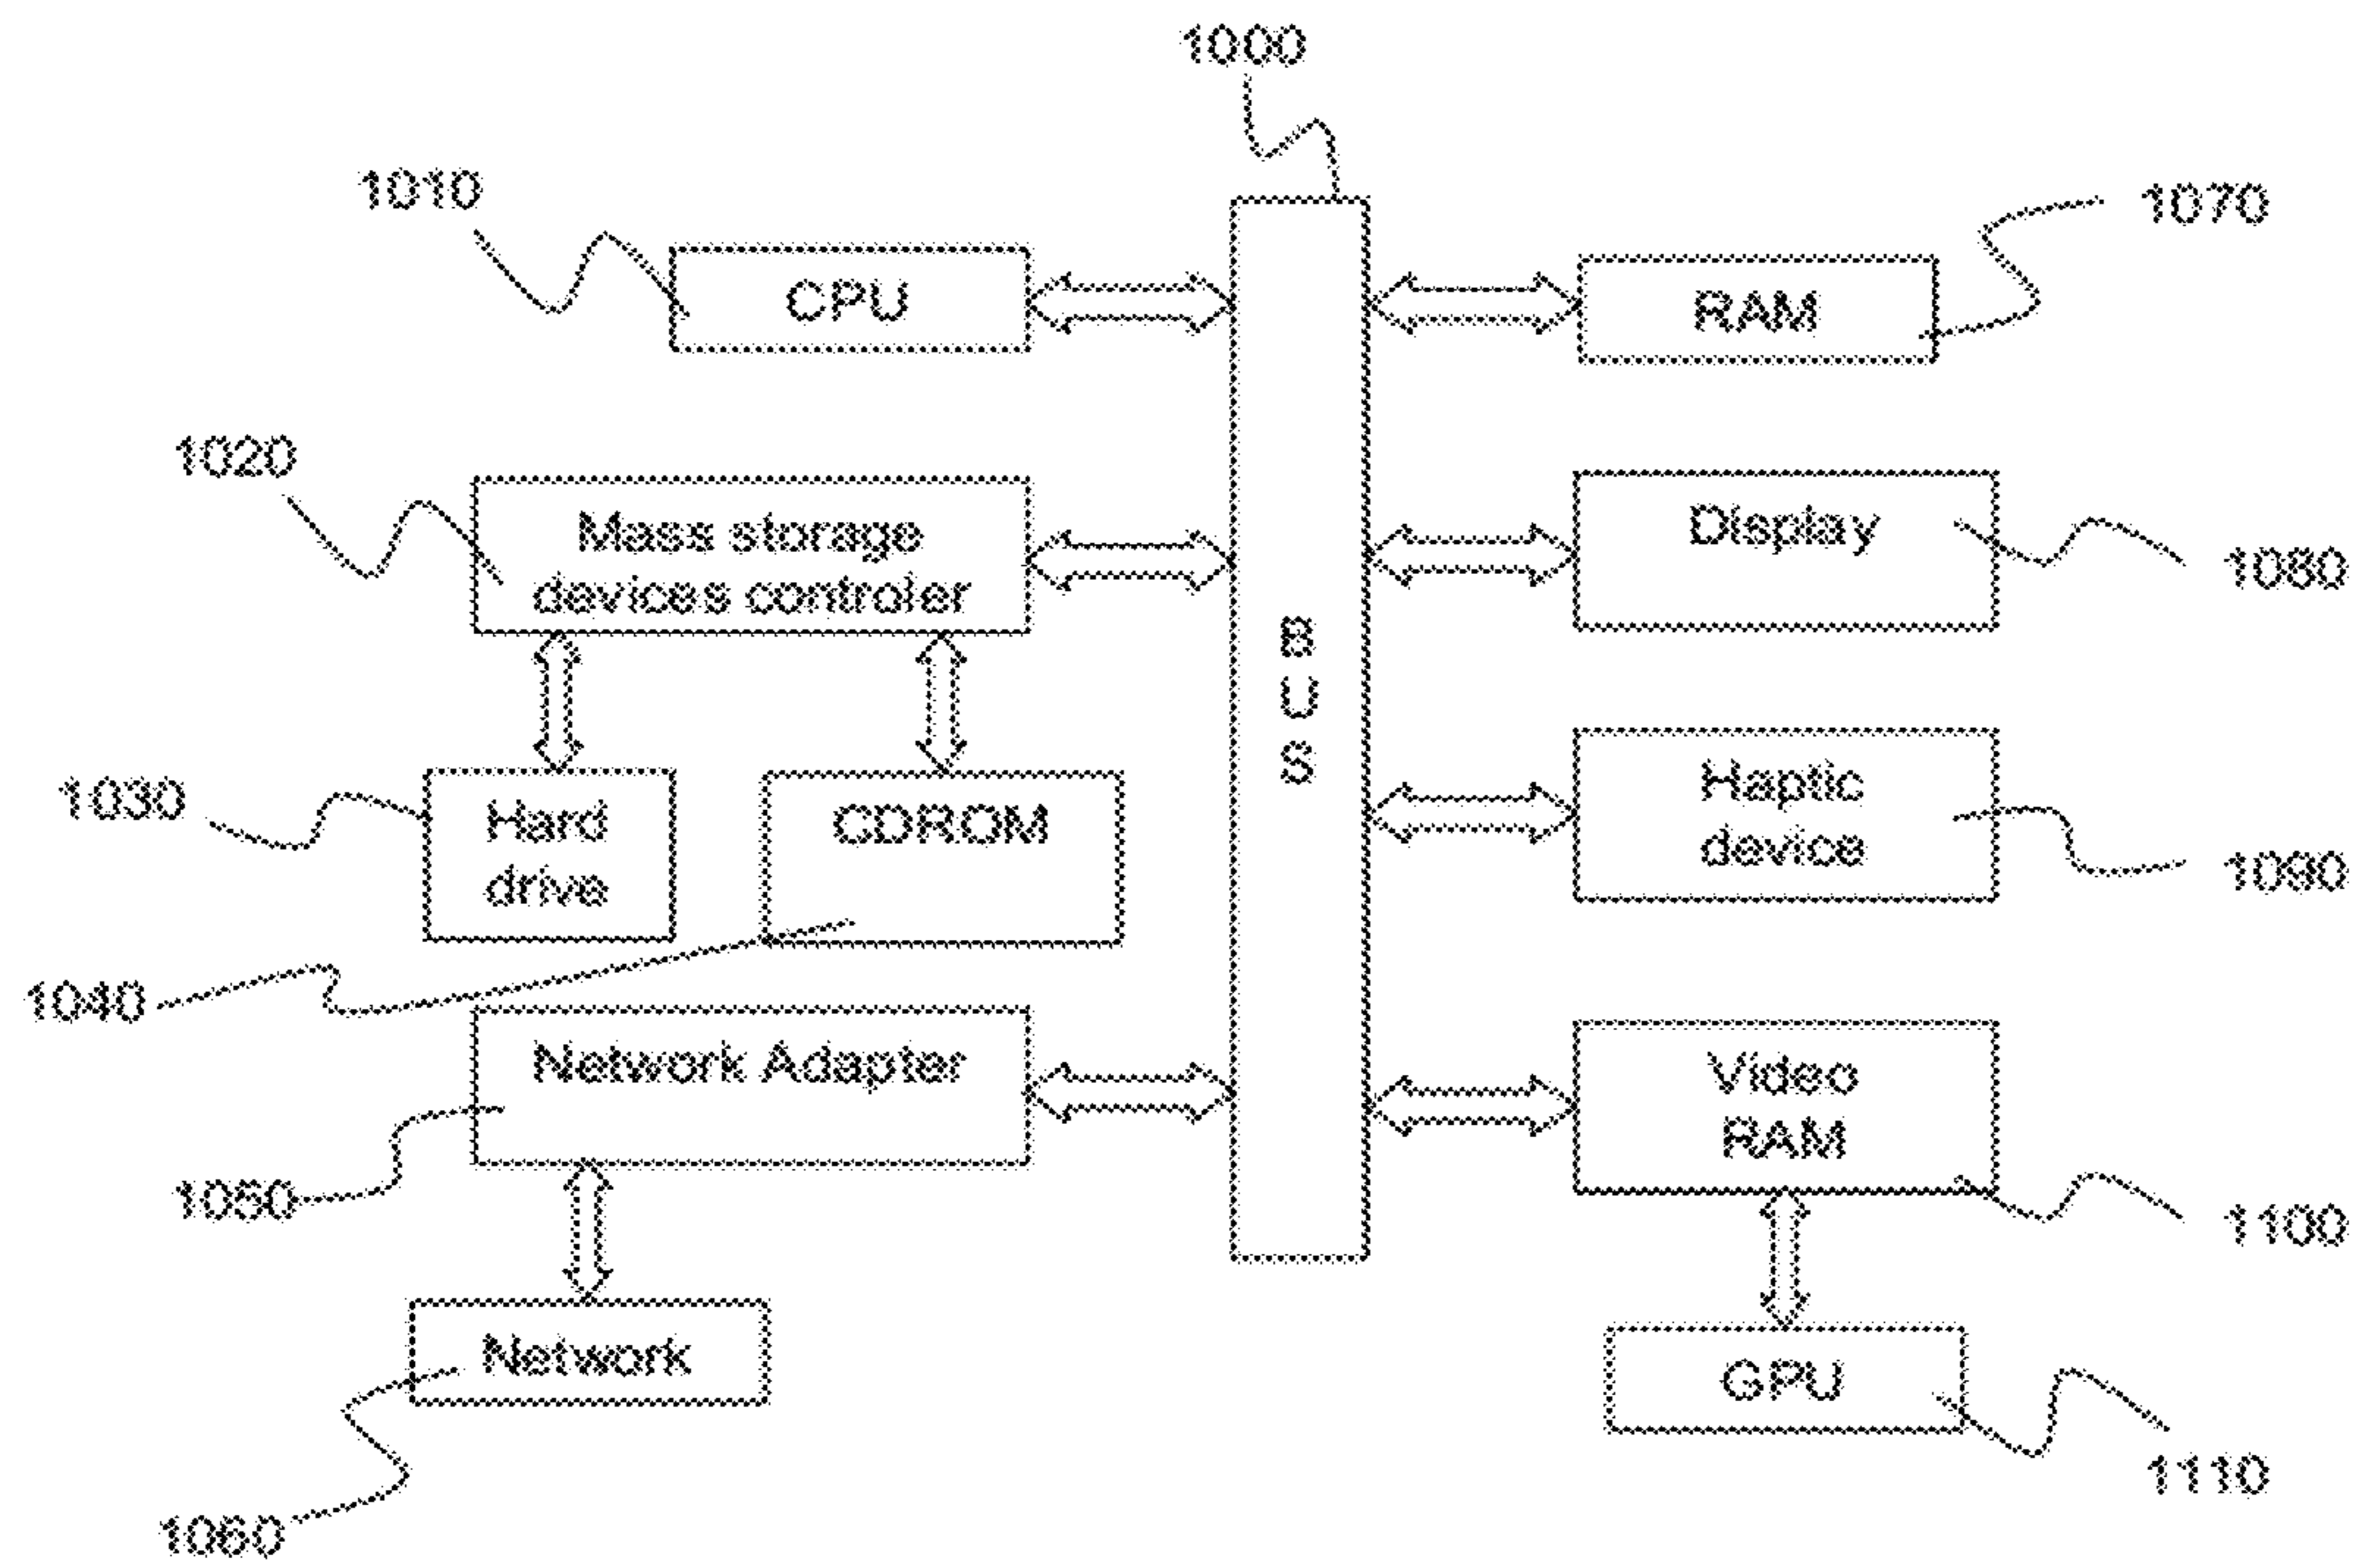 1000
1010
1070
CPU
RAM
1020
Mass storage
devices controler
Display
1080
B
U
S
1030
Hard
drive
CDROM
Haptic
device
1090
1040
Network Adapter
Video
RAM
1050
1100
Network
GPU
1110
1060